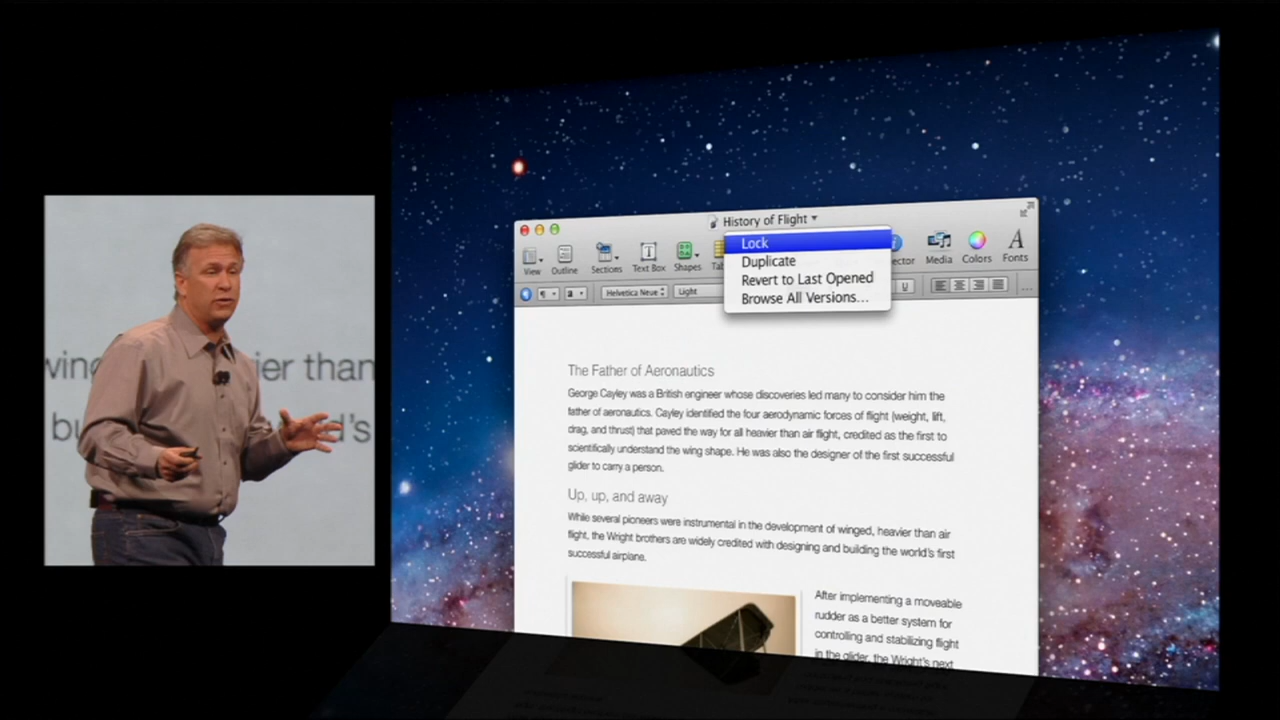 wing
ier than
bu
d's
History of Flight
Lock
Duplicate
Revert to Last Opened
Browse All Versions...
View
Outline
Sections
Text Box
Shapes
Tab
ector
Media
Colors
Fonts
Helvetica Neue
Light
U
The Father of Aeronautics
George Cayley was a British engineer whose discoveries led many to consider him the
father of aeronautics. Cayley identified the four aerodynamic forces of flight (weight, lift,
drag, and thrust) that paved the way for all heavier than air flight, credited as the first to
scientifically understand the wing shape. He was also the designer of the first successful
glider to carry a person.
Up, up, and away
While several pioneers were instrumental in the development of winged, heavier than air
flight, the Wright brothers are widely credited with designing and building the world's first
successful airplane.
After implementing a moveable
rudder as a better system for
controlling and stabilizing flight
in the glider, the Wright's next